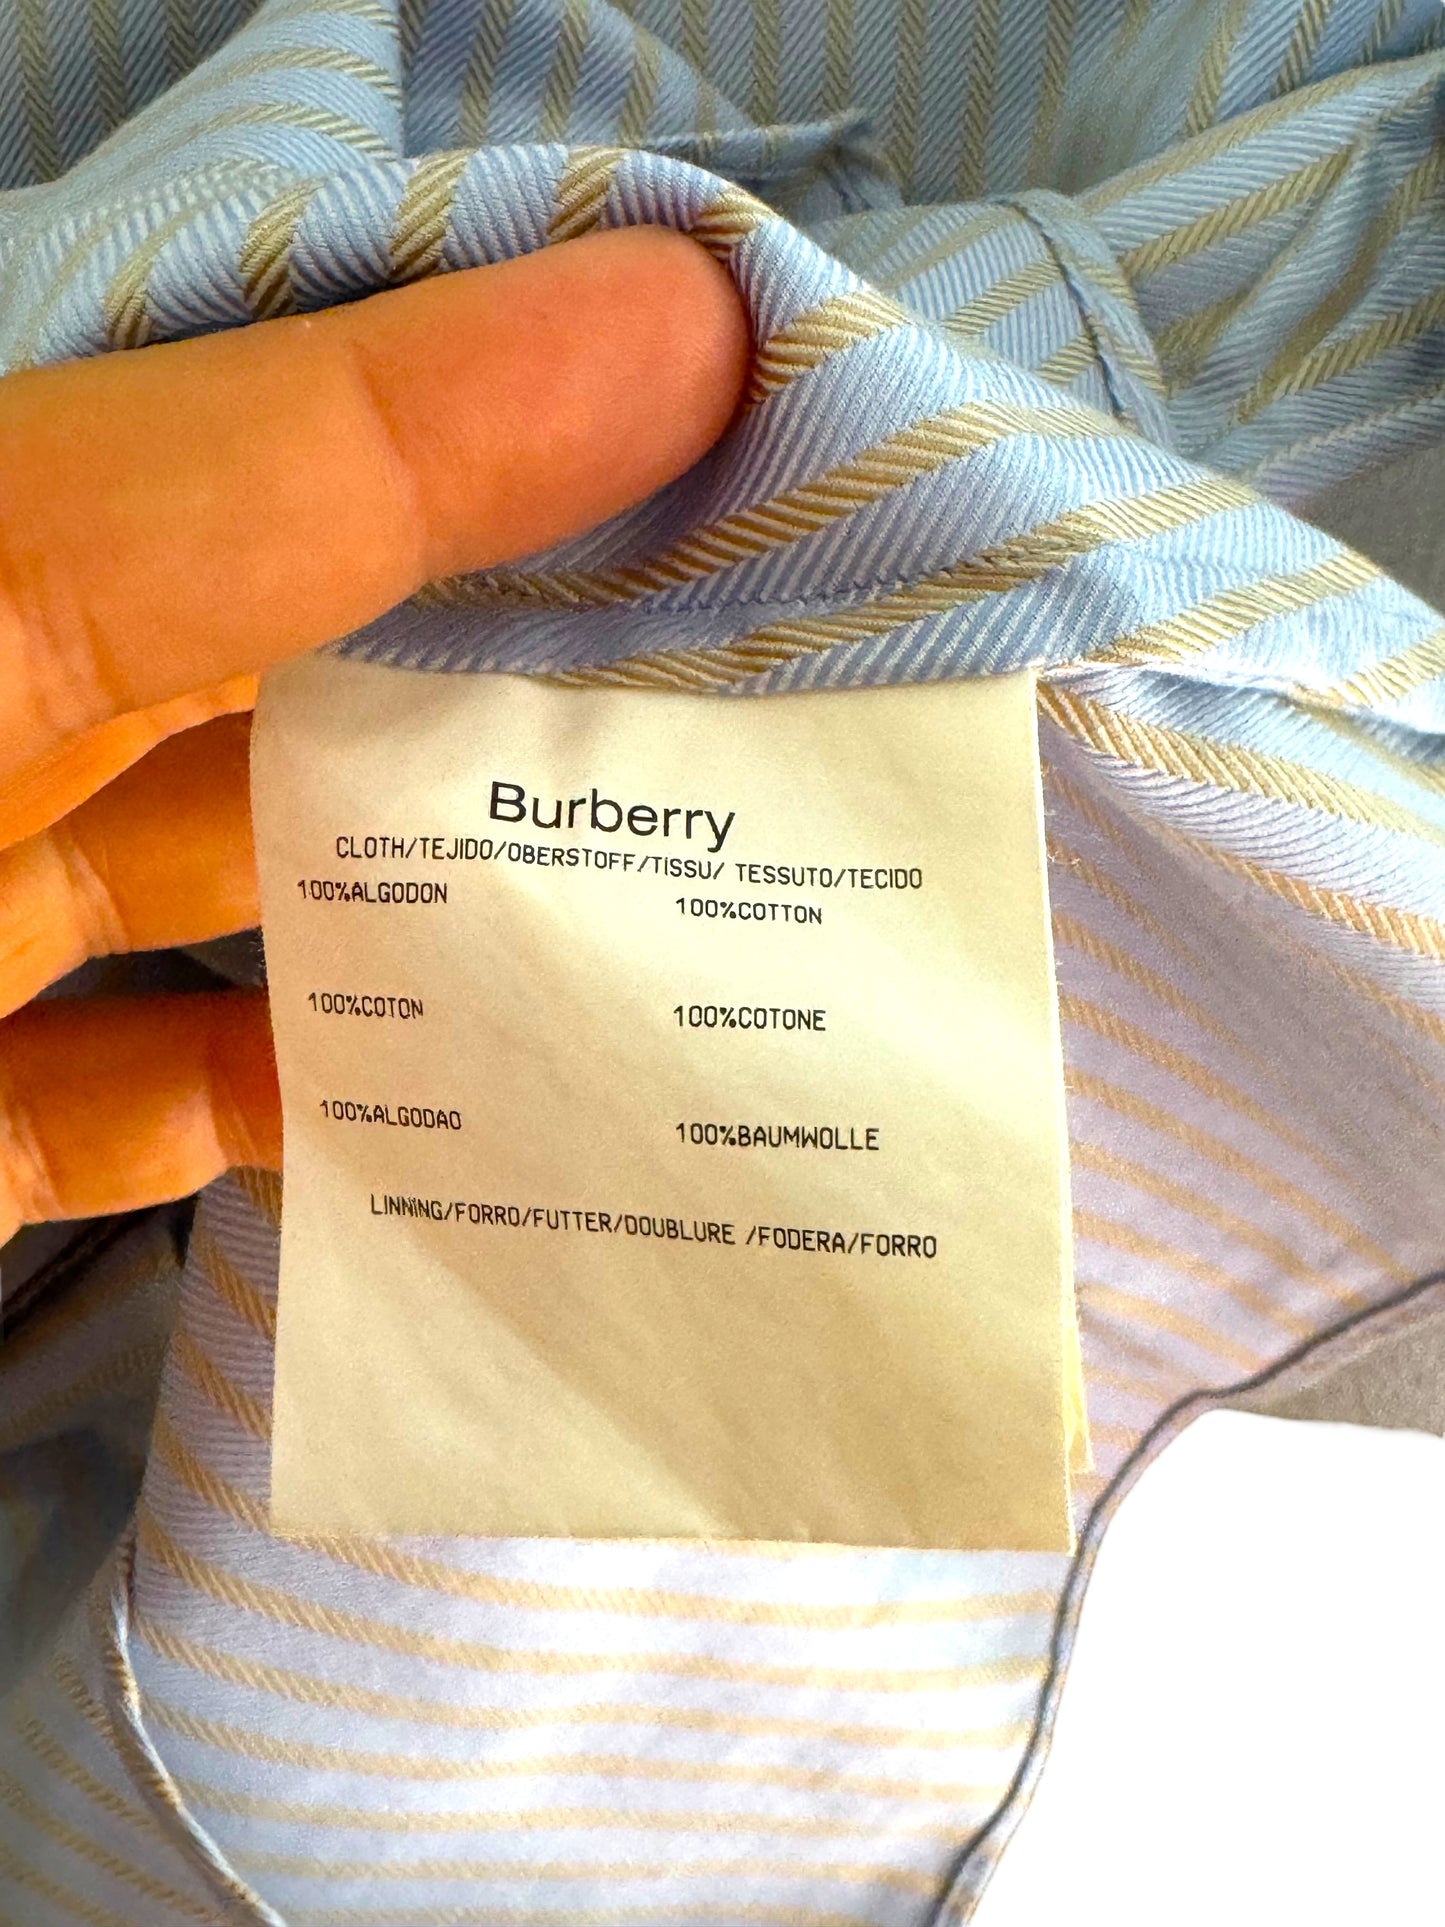 Burberry
CLOTH/TEJIDO/OBERSTOFF/TISSU/ TESSUTO/TECIDO
100%ALGODON 100%COTTON
100%COTON 100%COTONE
100%ALGODAO 100%BAUMWOLLE
LINNING/FORRO/FUTTER/DOUBLURE /FODERA/FORRO